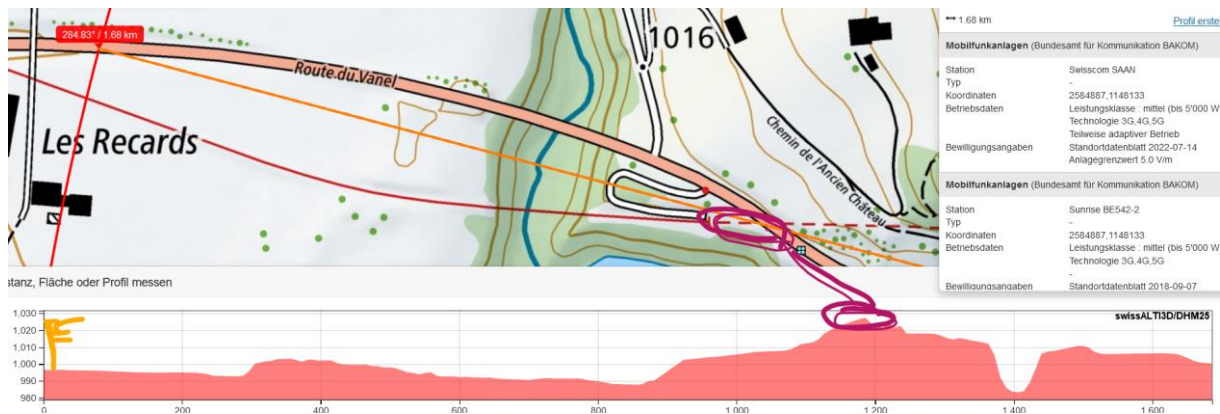 284.83° / 1.68 km
Route du Vanel
Les Recards
1016
Chemin de l'Ancien Château
1.68 km
Profil erste
Mobilfunkanlagen (Bundesamt für Kommunikation BAKOM)
Station Swisscom SAAN
Typ -
Koordinaten 2584887,1148133
Betriebsdaten Leistungsklasse : mittel (bis 5'000 W
Technologie 3G,4G,5G
Teilweise adaptiver Betrieb
Bewilligungsangaben Standortdatenblatt 2022-07-14
Anlagegrenzwert 5.0 V/m
Mobilfunkanlagen (Bundesamt für Kommunikation BAKOM)
Station Sunrise BE542-2
Typ -
Koordinaten 2584887,1148133
Betriebsdaten Leistungsklasse : mittel (bis 5'000 W
Technologie 3G,4G,5G
-
Bewilligungsangaben Standortdatenblatt 2018-09-07
stanz, Fläche oder Profil messen
swissALTI3D/DHM25
1,030
1,020
1,010
1,000
990
980
0 200 400 600 800 1,000 1,200 1,400 1,600